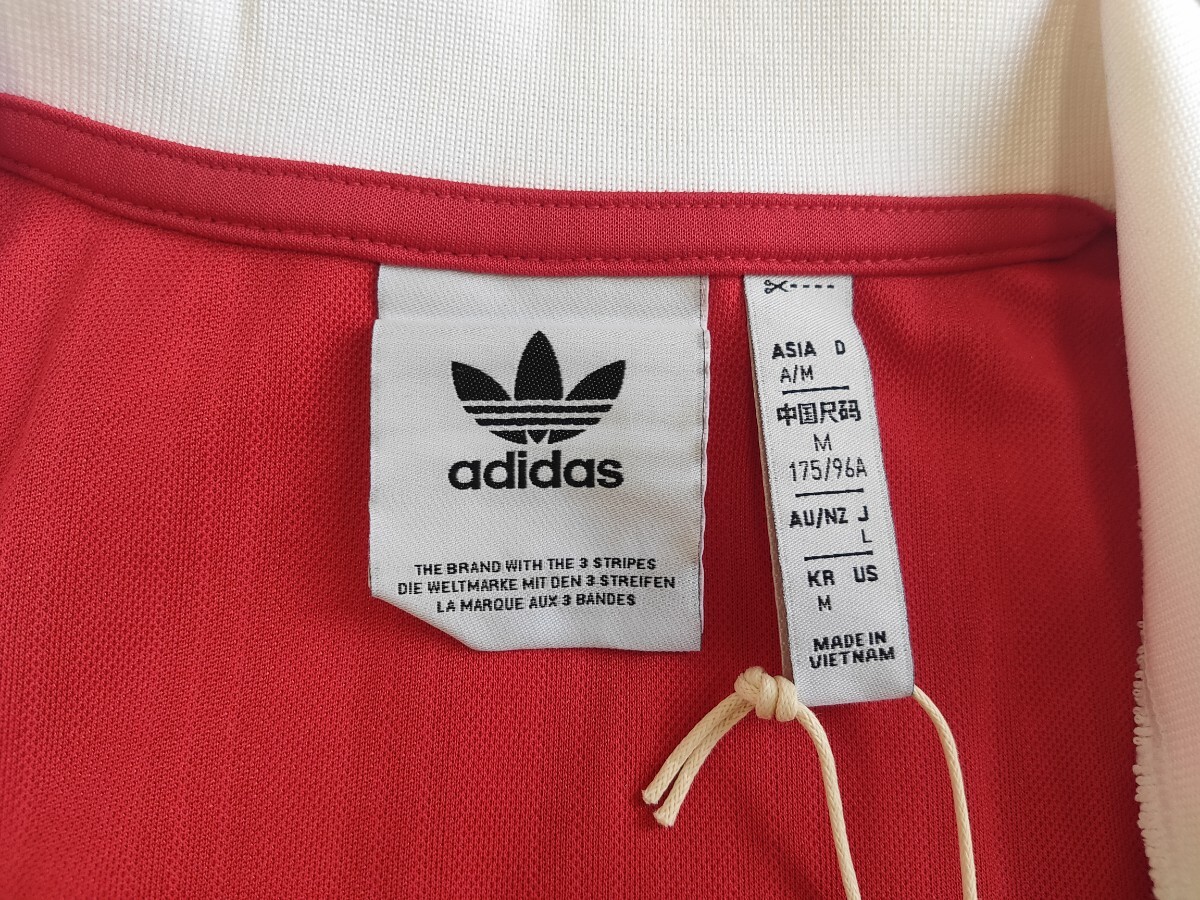 adidas
THE BRAND WITH THE 3 STRIPES
DIE WELTMARKE MIT DEN 3 STREIFEN
LA MARQUE AUX 3 BANDES
ASIA D
A/M
中国尺码
M
175/96A
AU/NZ J
L
KR US
M
MADE IN
VIETNAM